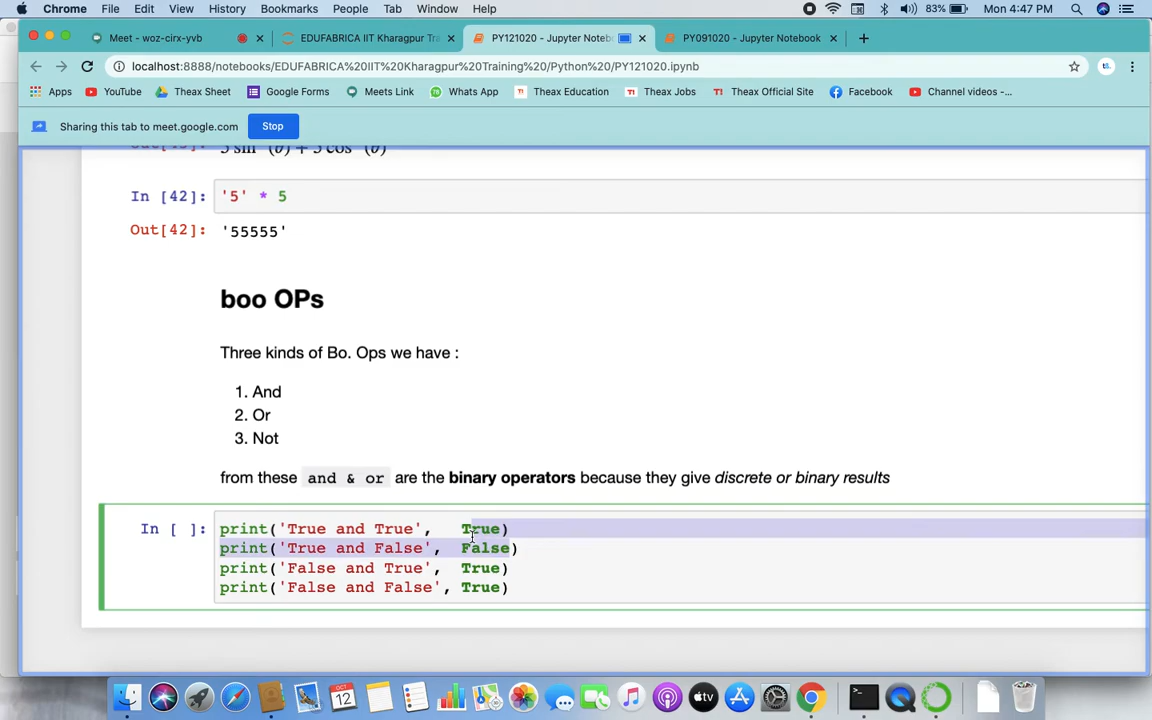 Chrome File Edit View History Bookmarks People Tab Window Help 83% Mon 4:47 PM
Meet - woz-cirx-yvb EDUFABRICA IIT Kharagpur Tra PY121020 - Jupyter Noteb PY091020 - Jupyter Notebook
localhost:8888/notebooks/EDUFABRICA%20IIT%20Kharagpur%20Training%20/Python%20/PY121020.ipynb
Apps YouTube Theax Sheet Google Forms Meets Link Whats App Theax Education Theax Jobs Theax Official Site Facebook Channel videos -...
Sharing this tab to meet.google.com Stop
In [42]: '5' * 5
Out[42]: '55555'
boo OPs
Three kinds of Bo. Ops we have :
1. And
2. Or
3. Not
from these and & or are the binary operators because they give discrete or binary results
In [ ]: print('True and True', True)
print('True and False', False)
print('False and True', True)
print('False and False', True)
OCT
12